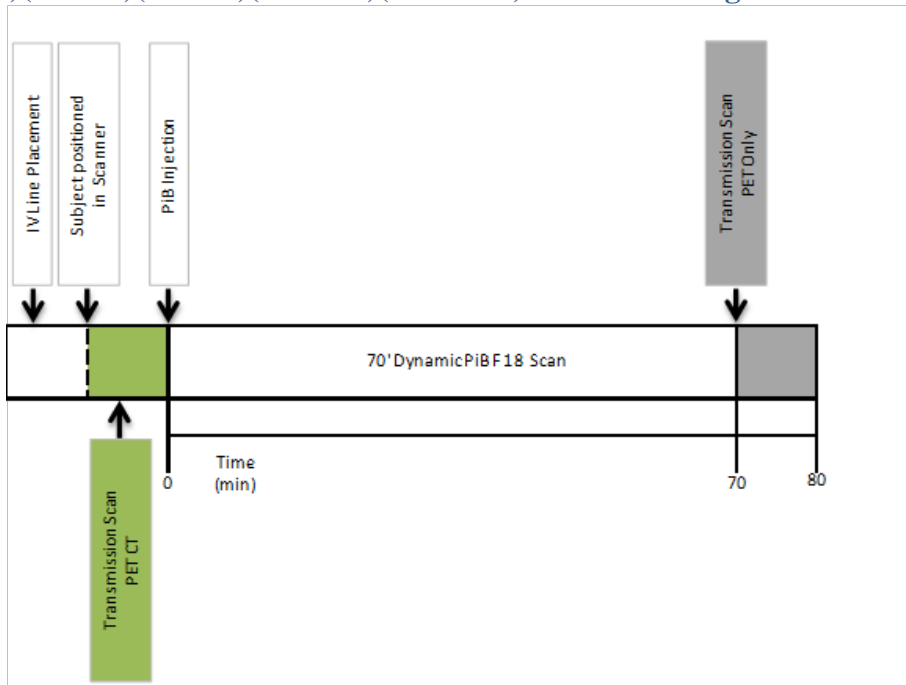 IV Line Placement
Subject positioned
in Scanner
PiB Injection
Transmission Scan
PET Only
70' Dynamic PiB F18 Scan
Time
(min)
0
70
80
Transmission Scan
PET CT